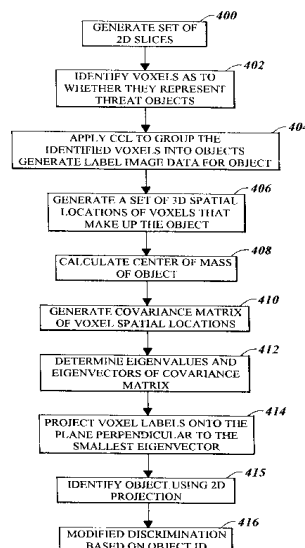 400
GENERATE SET OF
2D SLICES
402
IDENTIFY VOXELS AS TO
WHETHER THEY REPRESENT
THREAT OBJECTS
404
APPLY CCL TO GROUP THE
IDENTIFIED VOXELS INTO OBJECTS
GENERATE LABEL IMAGE DATA FOR OBJECT
406
GENERATE A SET OF 3D SPATIAL
LOCATIONS OF VOXELS THAT
MAKE UP THE OBJECT
408
CALCULATE CENTER OF
MASS OF OBJECT
410
GENERATE COVARIANCE MATRIX
OF VOXEL SPATIAL LOCATIONS
412
DETERMINE EIGENVALUES AND
EIGENVECTORS OF COVARIANCE
MATRIX
414
PROJECT VOXEL LABELS ONTO THE
PLANE PERPENDICULAR TO THE
SMALLEST EIGENVECTOR
415
IDENTIFY OBJECT USING 2D
PROJECTION
416
MODIFIED DISCRIMINATION
BASED ON OBJECT ID